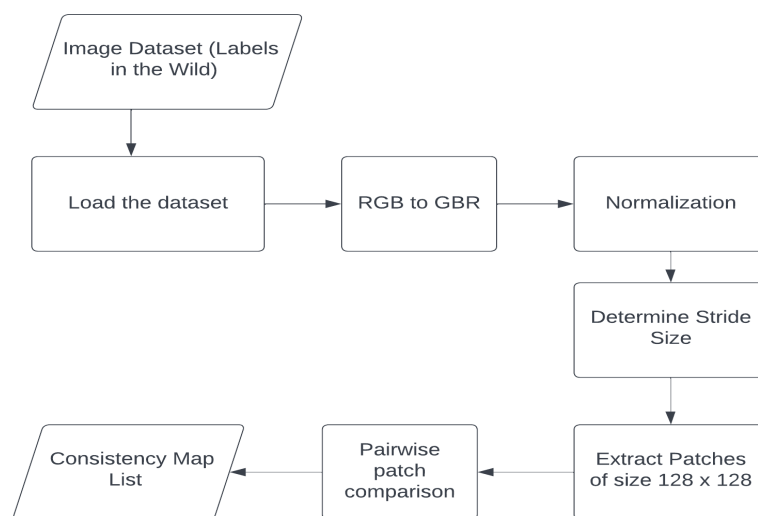 Image Dataset (Labels
in the Wild)
Load the dataset
RGB to GBR
Normalization
Determine Stride
Size
Extract Patches
of size 128 x 128
Pairwise
patch
comparison
Consistency Map
List